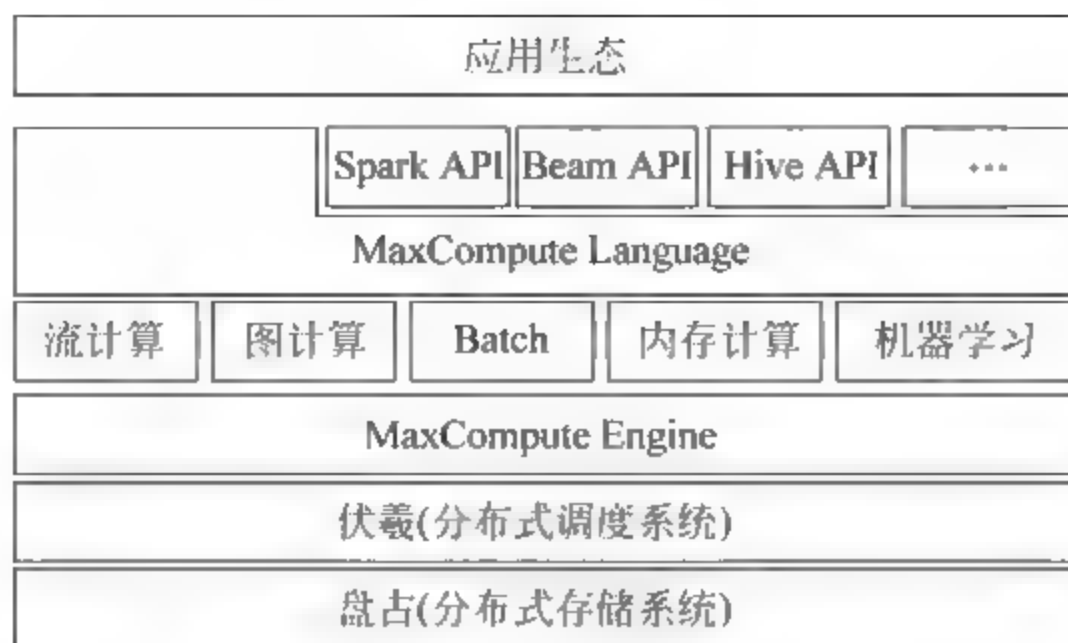 应用生态
Spark API Beam API Hive API ...
MaxCompute Language
流计算 图计算 Batch 内存计算 机器学习
MaxCompute Engine
伏羲(分布式调度系统)
盘古(分布式存储系统)